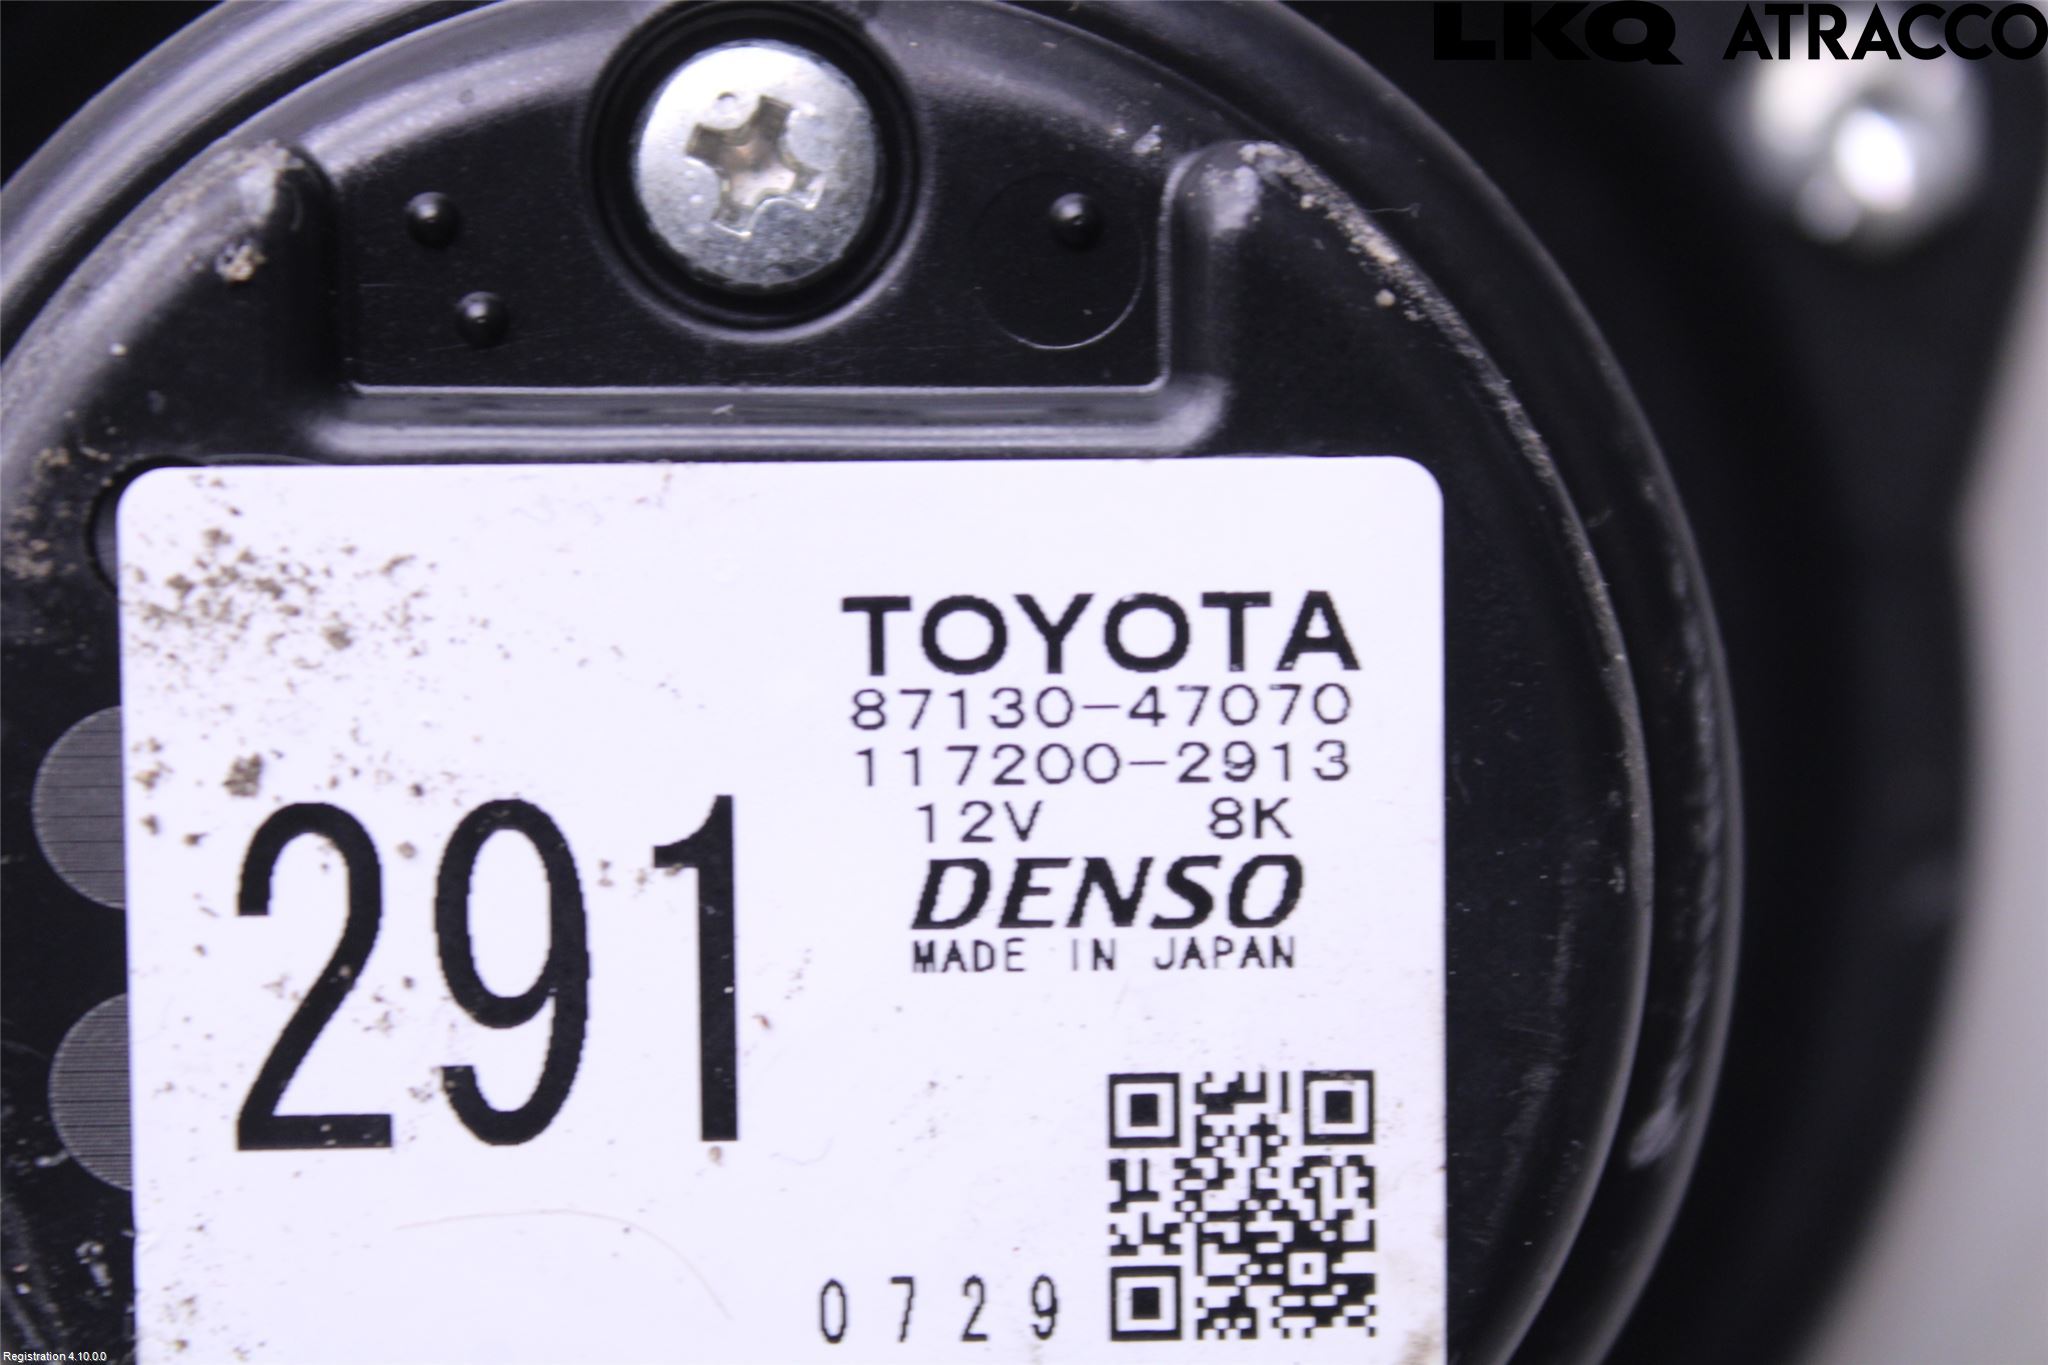 LKQ ATRACCO
TOYOTA
87130-47070
117200-2913
12V 8K
DENSO
MADE IN JAPAN
291
0729
Registration 4.10.0.0